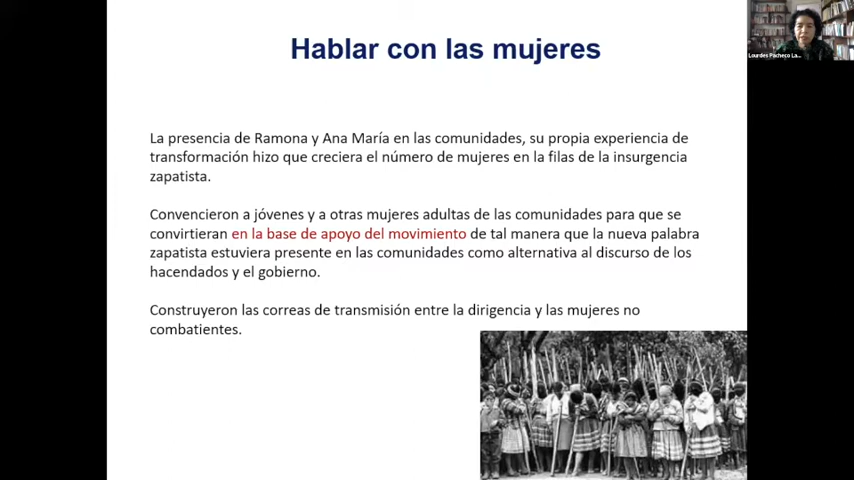 Hablar con las mujeres
Lourdes Pacheco La...
La presencia de Ramona y Ana María en las comunidades, su propia experiencia de
transformación hizo que creciera el número de mujeres en la filas de la insurgencia
zapatista.
Convencieron a jóvenes y a otras mujeres adultas de las comunidades para que se
convirtieran en la base de apoyo del movimiento de tal manera que la nueva palabra
zapatista estuviera presente en las comunidades como alternativa al discurso de los
hacendados y el gobierno.
Construyeron las correas de transmisión entre la dirigencia y las mujeres no
combatientes.